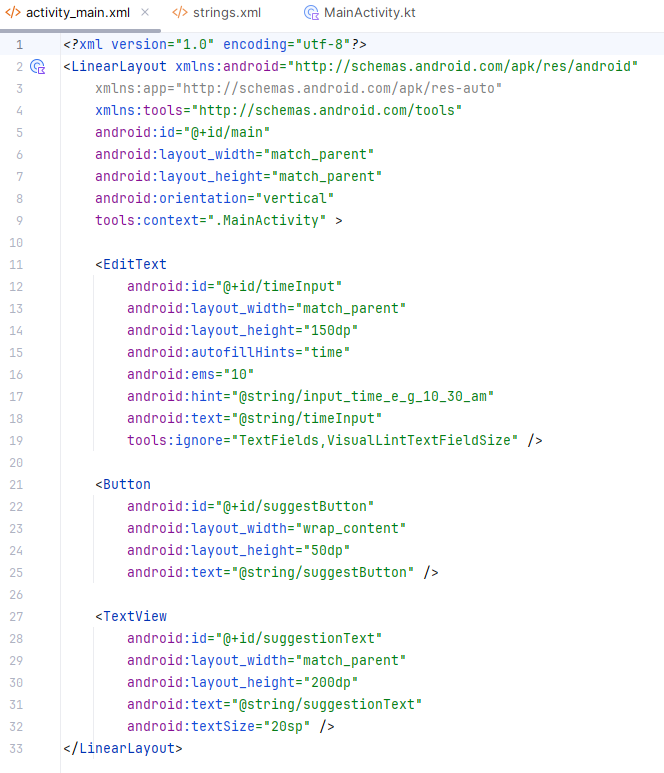 activity_main.xml
strings.xml
MainActivity.kt
1 <?xml version="1.0" encoding="utf-8"?>
2 <LinearLayout xmlns:android="http://schemas.android.com/apk/res/android"
3 xmlns:app="http://schemas.android.com/apk/res-auto"
4 xmlns:tools="http://schemas.android.com/tools"
5 android:id="@+id/main"
6 android:layout_width="match_parent"
7 android:layout_height="match_parent"
8 android:orientation="vertical"
9 tools:context=".MainActivity" >
10
11 <EditText
12 android:id="@+id/timeInput"
13 android:layout_width="match_parent"
14 android:layout_height="150dp"
15 android:autofillHints="time"
16 android:ems="10"
17 android:hint="@string/input_time_e_g_10_30_am"
18 android:text="@string/timeInput"
19 tools:ignore="TextFields,VisualLintTextFieldSize" />
20
21 <Button
22 android:id="@+id/suggestButton"
23 android:layout_width="wrap_content"
24 android:layout_height="50dp"
25 android:text="@string/suggestButton" />
26
27 <TextView
28 android:id="@+id/suggestionText"
29 android:layout_width="match_parent"
30 android:layout_height="200dp"
31 android:text="@string/suggestionText"
32 android:textSize="20sp" />
33 </LinearLayout>